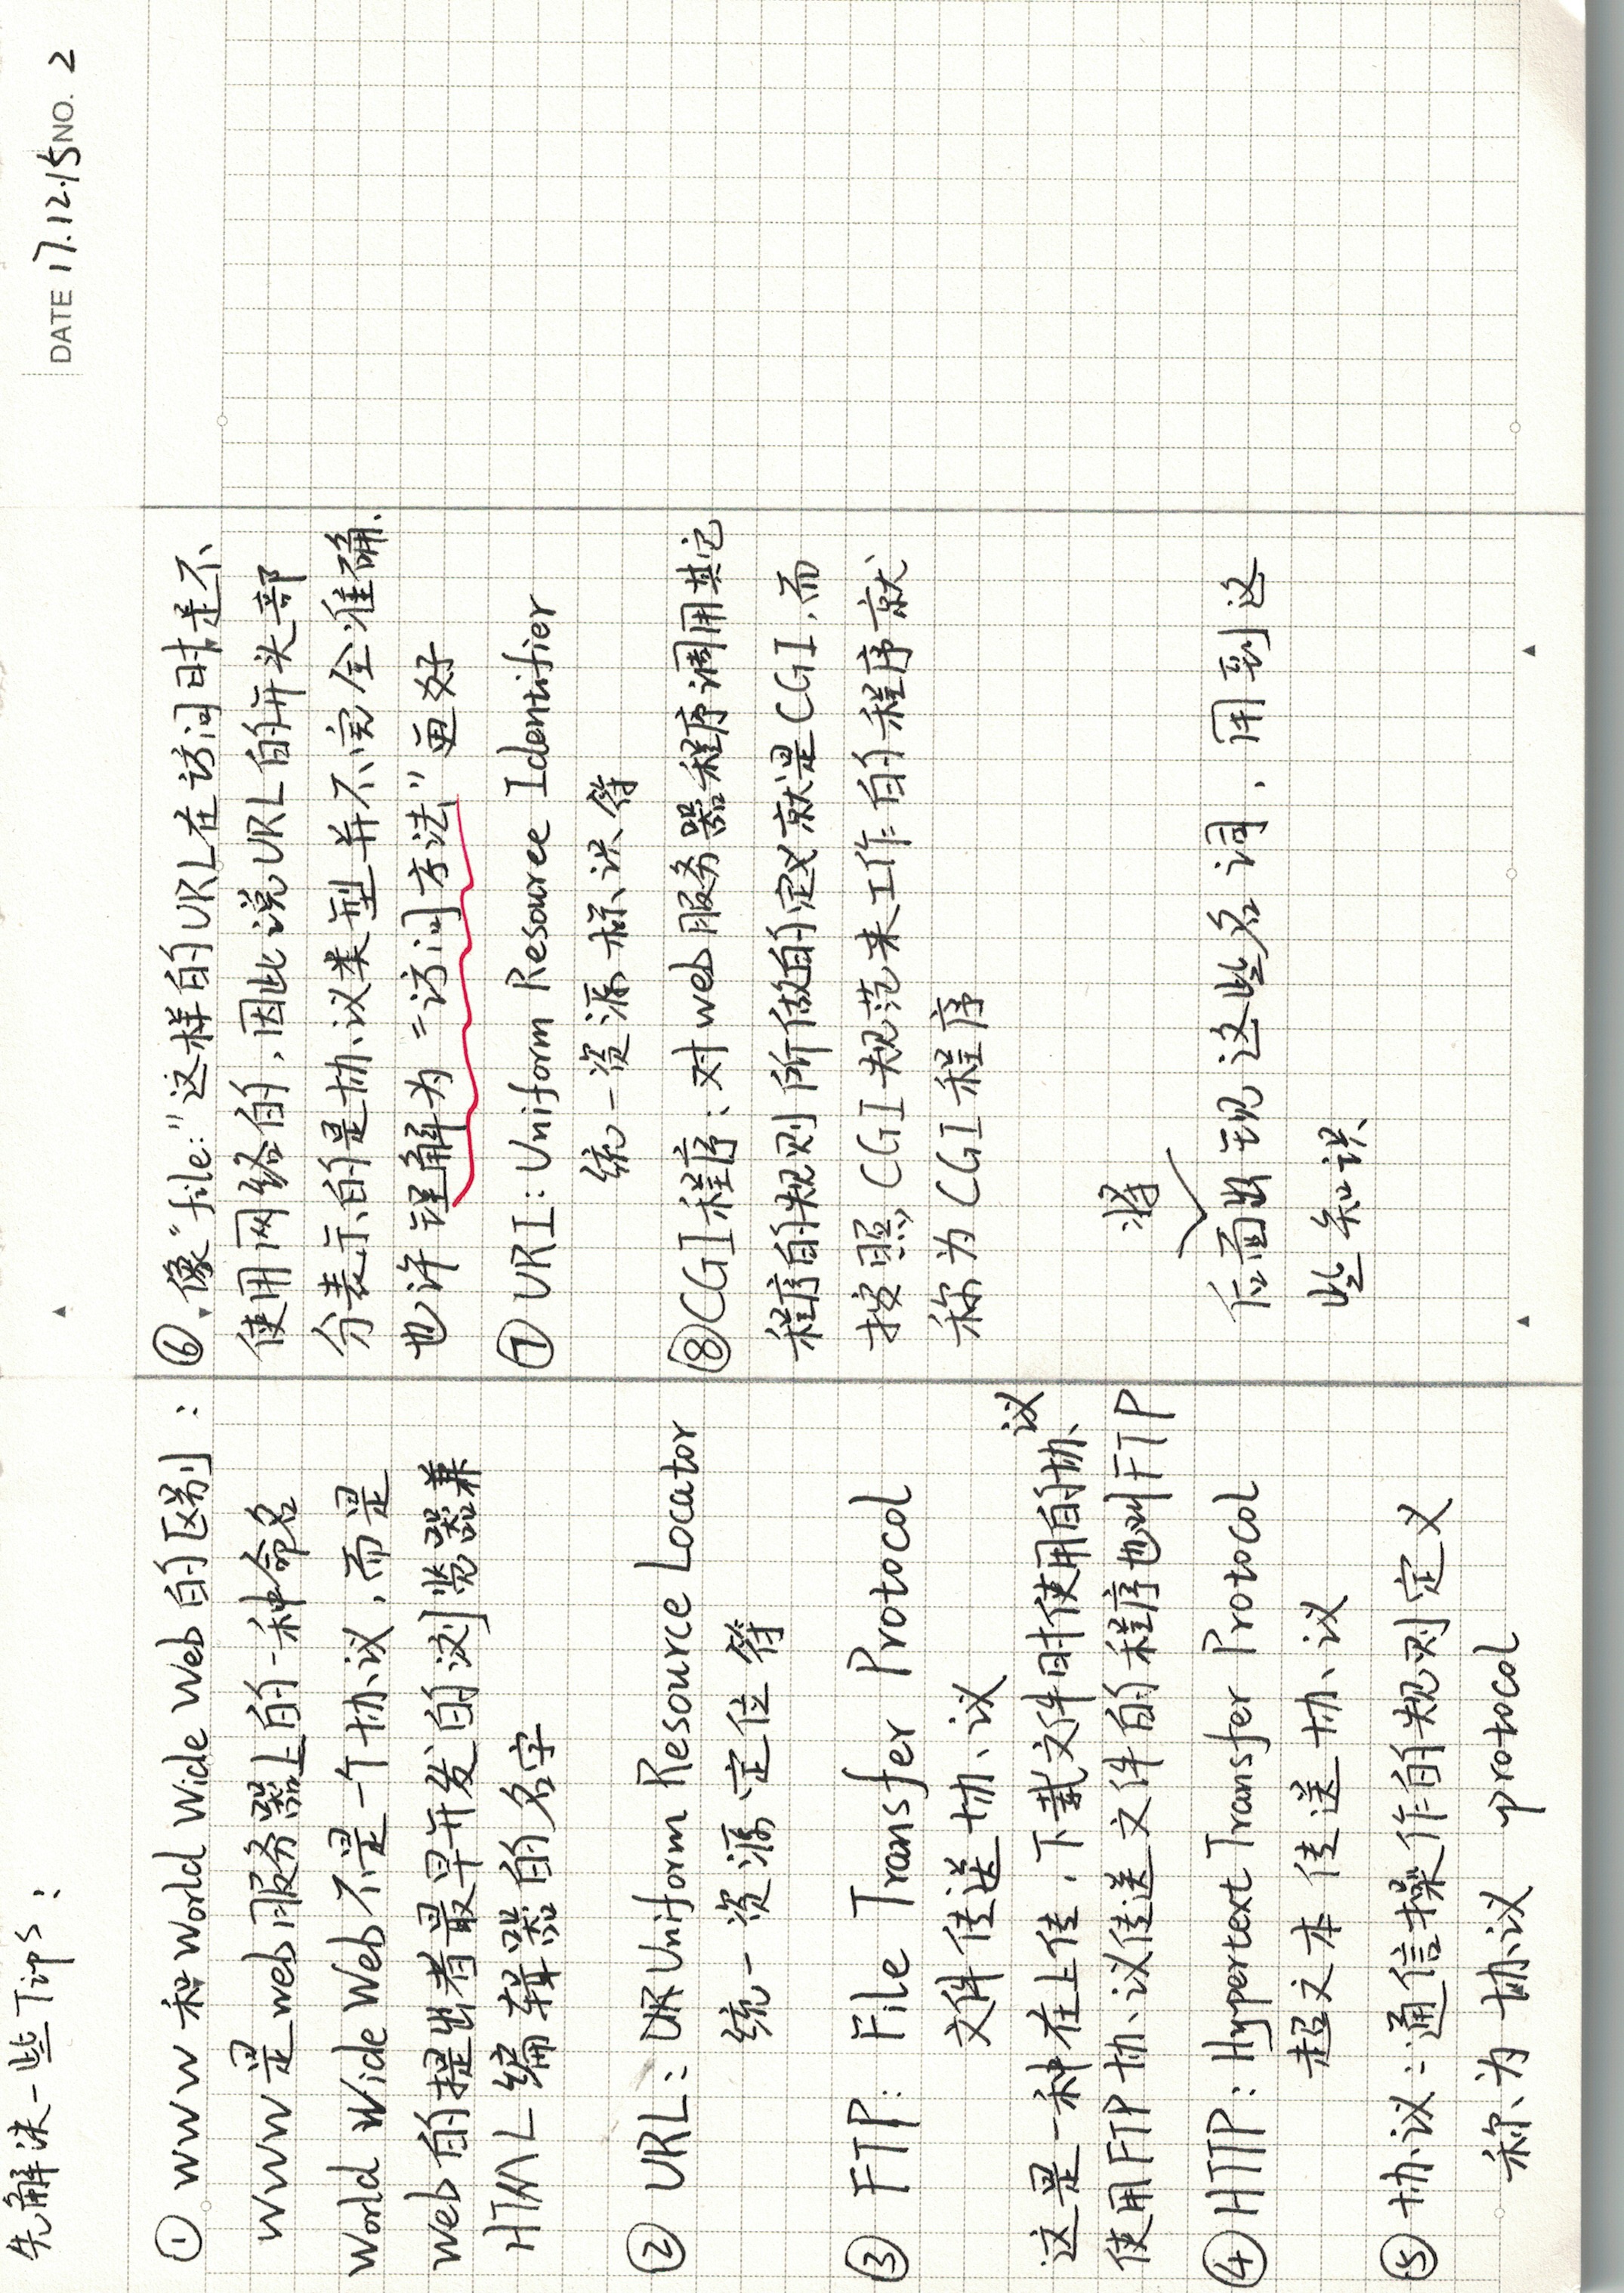 DATE 17.12.15 NO. 2
先解决一些Tips：
① WWW 和 World Wide Web 的区别：
WWW 是 web 服务器上的一种命名
World Wide Web 不是一个协议，而是
Web 的提出者最早开发的浏览器兼
HTML 编辑器的名字
② URL：Uniform Resource Locator
统一资源定位符
③ FTP：File Transfer Protocol
文件传送协议
这是一种在上传，下载文件时使用的协议
使用FTP协议传送文件的程序也叫FTP
④ HTTP：Hypertext Transfer Protocol
超文本传送协议
⑤ 协议：通信操作的规则定义
称为协议 protocol
⑥ 像"file:"这样的URL在访问时是不
使用网络的，因此说URL的开头部
分表示的是协议类型并不完全准确.
也许理解为"访问方法"更好
⑦ URI：Uniform Resource Identifier
统一资源标识符
⑧ CGI程序：对web服务器程序调用其它
程序的规则所做的定义就是CGI，而
按照CGI规范来工作的程序就
称为CGI程序
后面将出现这些名词，用到这
些知识